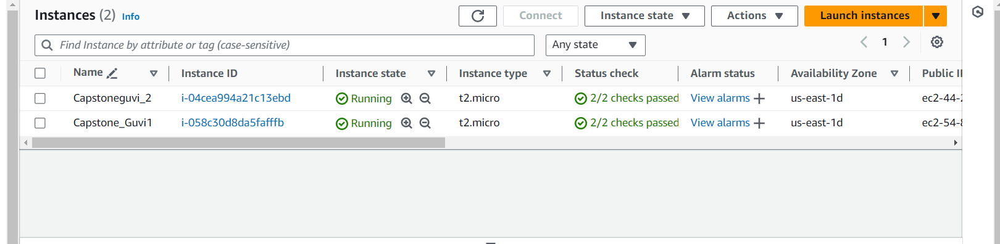 Instances (2) Info Connect Instance state Actions Launch instances
Find Instance by attribute or tag (case-sensitive) Any state 1
Name Instance ID Instance state Instance type Status check Alarm status Availability Zone Public
Capstoneguvi_2 i-04cea994a21c13ebd Running t2.micro 2/2 checks passed View alarms us-east-1d ec2-44-
Capstone_Guvi1 i-058c30d8da5fafffb Running t2.micro 2/2 checks passed View alarms us-east-1d ec2-54-